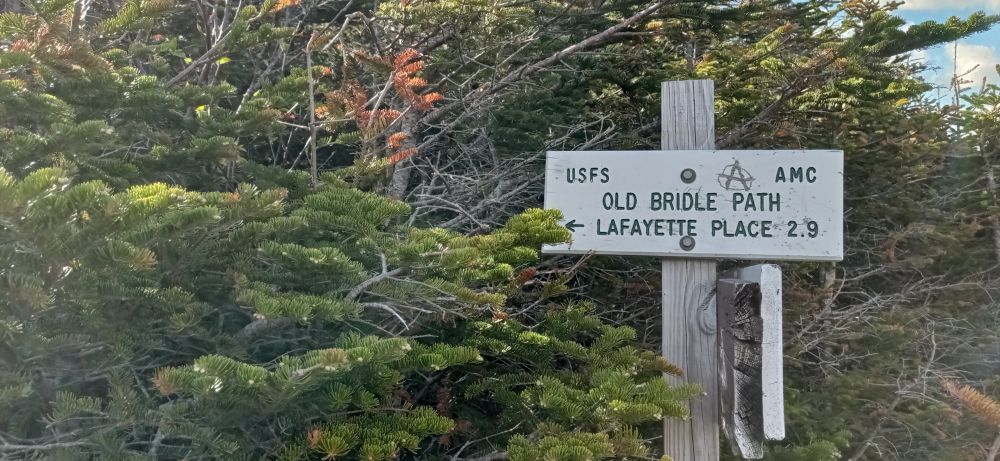 USFS AMC
OLD BRIDLE PATH
← LAFAYETTE PLACE 2.9